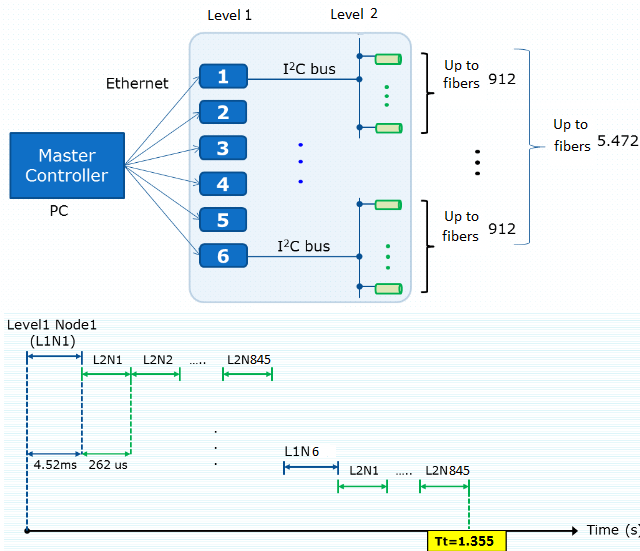 Level 1
Level 2
Ethernet
Master
Controller
PC
1
2
3
4
5
6
I²C bus
I²C bus
Up to
fibers 912
Up to
fibers 912
Up to
fibers 5.472
Level1 Node1
(L1N1)
L2N1
L2N2
.....
L2N845
4.52ms
262 us
L1N6
L2N1
.....
L2N845
Time (s)
Tt=1.355